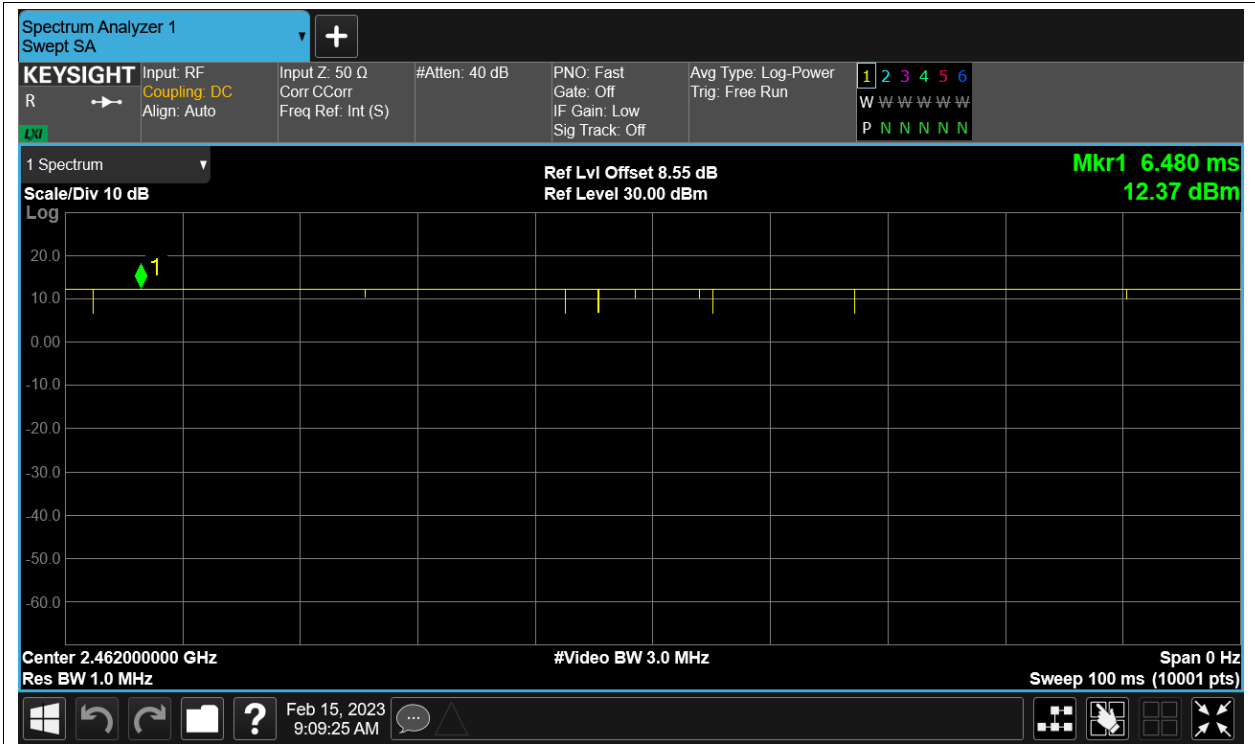 Spectrum Analyzer 1
Swept SA
+
KEYSIGHT
R
LXI
Input: RF
Coupling: DC
Align: Auto
Input Z: 50 Ω
Corr CCorr
Freq Ref: Int (S)
#Atten: 40 dB
PNO: Fast
Gate: Off
IF Gain: Low
Sig Track: Off
Avg Type: Log-Power
Trig: Free Run
1 2 3 4 5 6
W W W W W W
P N N N N N
1 Spectrum
Scale/Div 10 dB
Ref Lvl Offset 8.55 dB
Ref Level 30.00 dBm
Mkr1 6.480 ms
12.37 dBm
Log
20.0
10.0
0.00
-10.0
-20.0
-30.0
-40.0
-50.0
-60.0
1
Center 2.462000000 GHz
Res BW 1.0 MHz
#Video BW 3.0 MHz
Span 0 Hz
Sweep 100 ms (10001 pts)
?
Feb 15, 2023
9:09:25 AM